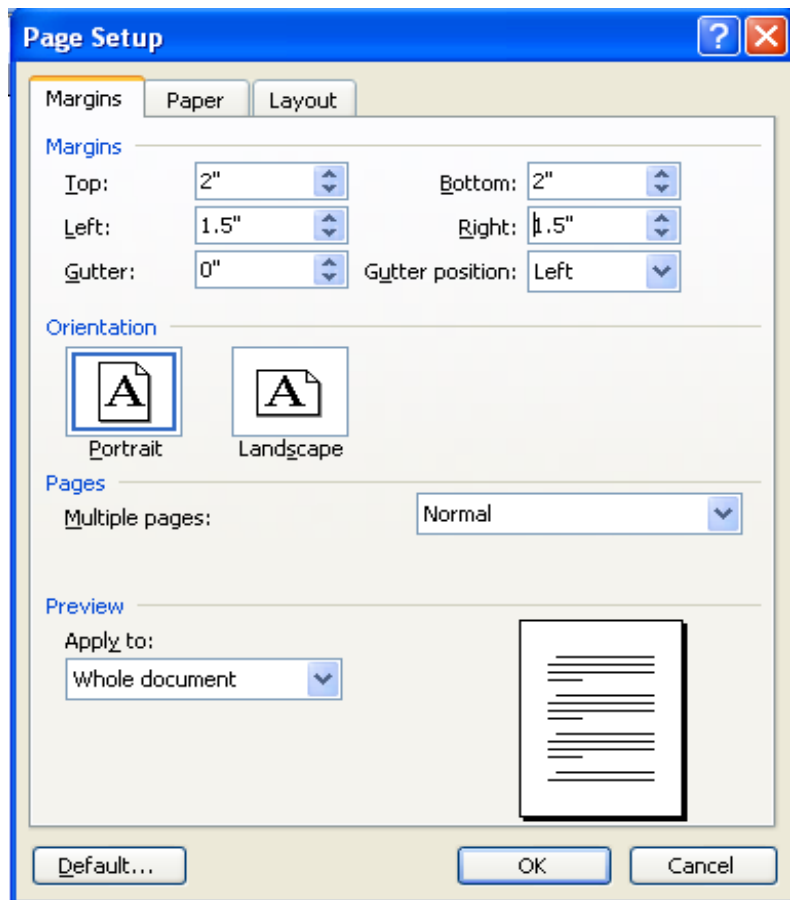 Page Setup
Margins Paper Layout
Margins
Top: 2" Bottom: 2"
Left: 1.5" Right: 1.5"
Gutter: 0" Gutter position: Left
Orientation
A A
Portrait Landscape
Pages
Multiple pages: Normal
Preview
Apply to:
Whole document
Default... OK Cancel